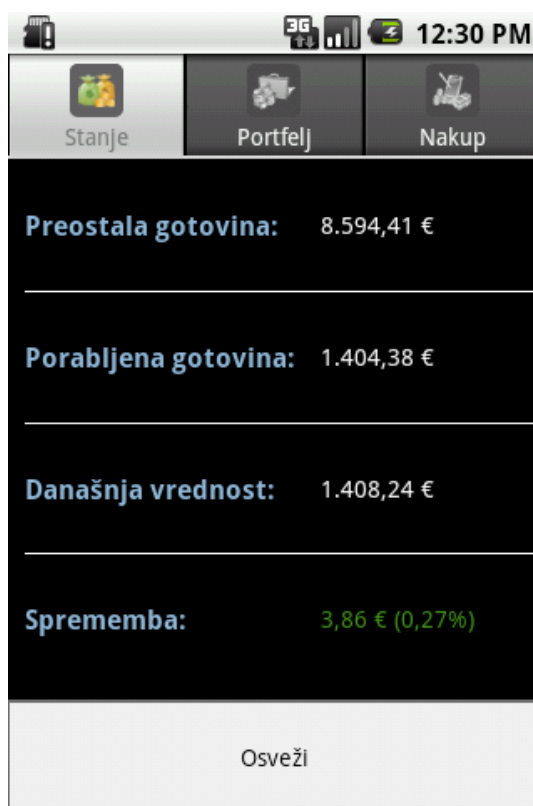 3G 12:30 PM
Stanje Portfelj Nakup
Preostala gotovina: 8.594,41 €
Porabljena gotovina: 1.404,38 €
Današnja vrednost: 1.408,24 €
Sprememba: 3,86 € (0,27%)
Osveži